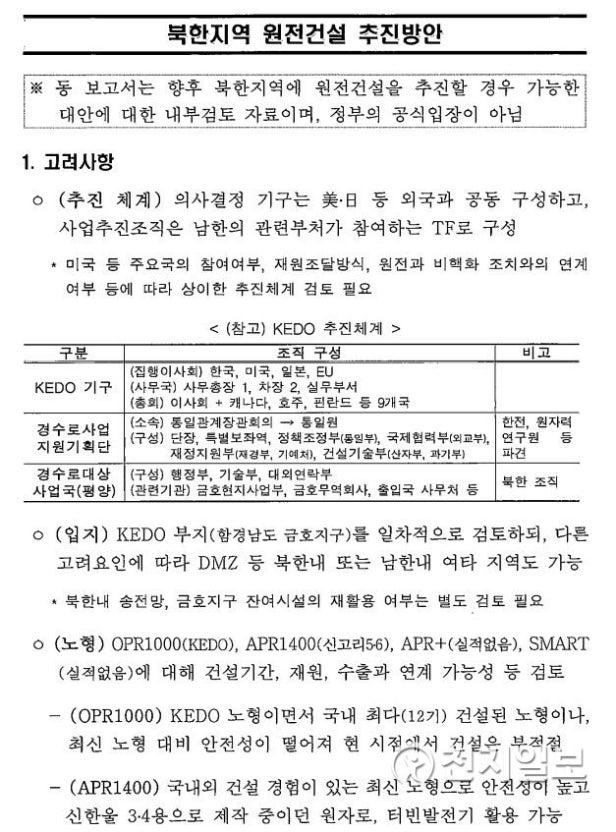 북한지역 원전건설 추진방안
※ 동 보고서는 향후 북한지역에 원전건설을 추진할 경우 가능한
대안에 대한 내부검토 자료이며, 정부의 공식입장이 아님
1. 고려사항
ㅇ (추진 체계) 의사결정 기구는 美·日 등 외국과 공동 구성하고,
사업추진조직은 남한의 관련부처가 참여하는 TF로 구성
* 미국 등 주요국의 참여여부, 재원조달방식, 원전과 비핵화 조치와의 연계
여부 등에 따라 상이한 추진체계 검토 필요
< (참고) KEDO 추진체계 >
구분 조직 구성 비고
KEDO 기구
(집행이사회) 한국, 미국, 일본, EU
(사무국) 사무총장 1, 차장 2, 실무부서
(총회) 이사회 + 캐나다, 호주, 핀란드 등 9개국
경수로사업
지원기획단
(소속) 통일관계장관회의 → 통일원
(구성) 단장, 특별보좌역, 정책조정부(통일부), 국제협력부(외교부),
재정지원부(재경부, 기예처), 건설기술부(산자부, 과기부)
한전, 원자력
연구원 등
파견
경수로대상
사업국(평양)
(구성) 행정부, 기술부, 대외연락부
(관련기관) 금호현지사업부, 금호무역회사, 출입국 사무처 등
북한 조직
ㅇ (입지) KEDO 부지(함경남도 금호지구)를 일차적으로 검토하되, 다른
고려요인에 따라 DMZ 등 북한내 또는 남한내 여타 지역도 가능
* 북한내 송전망, 금호지구 잔여시설의 재활용 여부는 별도 검토 필요
ㅇ (노형) OPR1000(KEDO), APR1400(신고리5·6), APR+(실적없음), SMART
(실적없음)에 대해 건설기간, 재원, 수출과 연계 가능성 등 검토
- (OPR1000) KEDO 노형이면서 국내 최다(12기) 건설된 노형이나,
최신 노형 대비 안전성이 떨어져 현 시점에서 건설은 부정적
- (APR1400) 국내외 건설 경험이 있는 최신 노형으로 안전성이 높고
신한울 3·4용으로 제작 중이던 원자로, 터빈발전기 활용 가능
천지일보